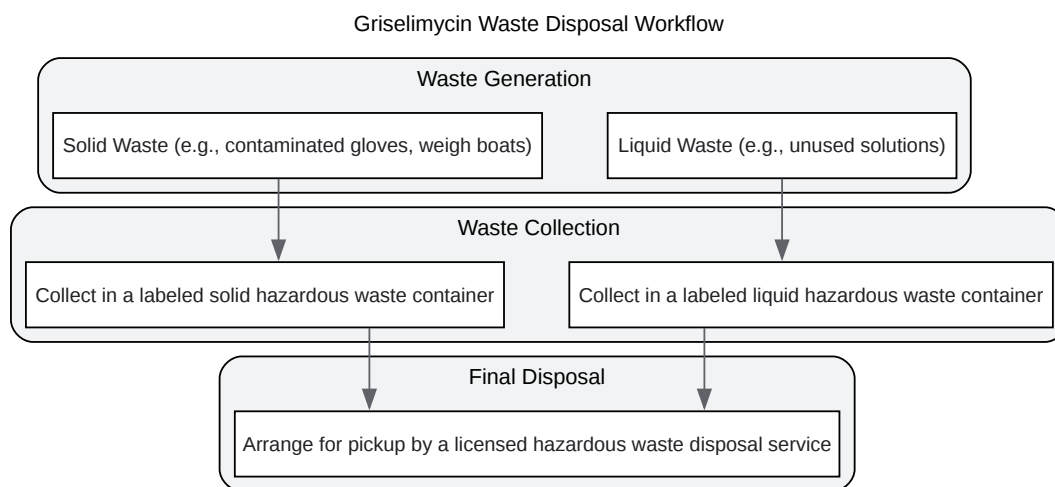 Griselimycin Waste Disposal Workflow
Waste Generation
Solid Waste (e.g., contaminated gloves, weigh boats)
Liquid Waste (e.g., unused solutions)
Waste Collection
Collect in a labeled solid hazardous waste container
Collect in a labeled liquid hazardous waste container
Final Disposal
Arrange for pickup by a licensed hazardous waste disposal service